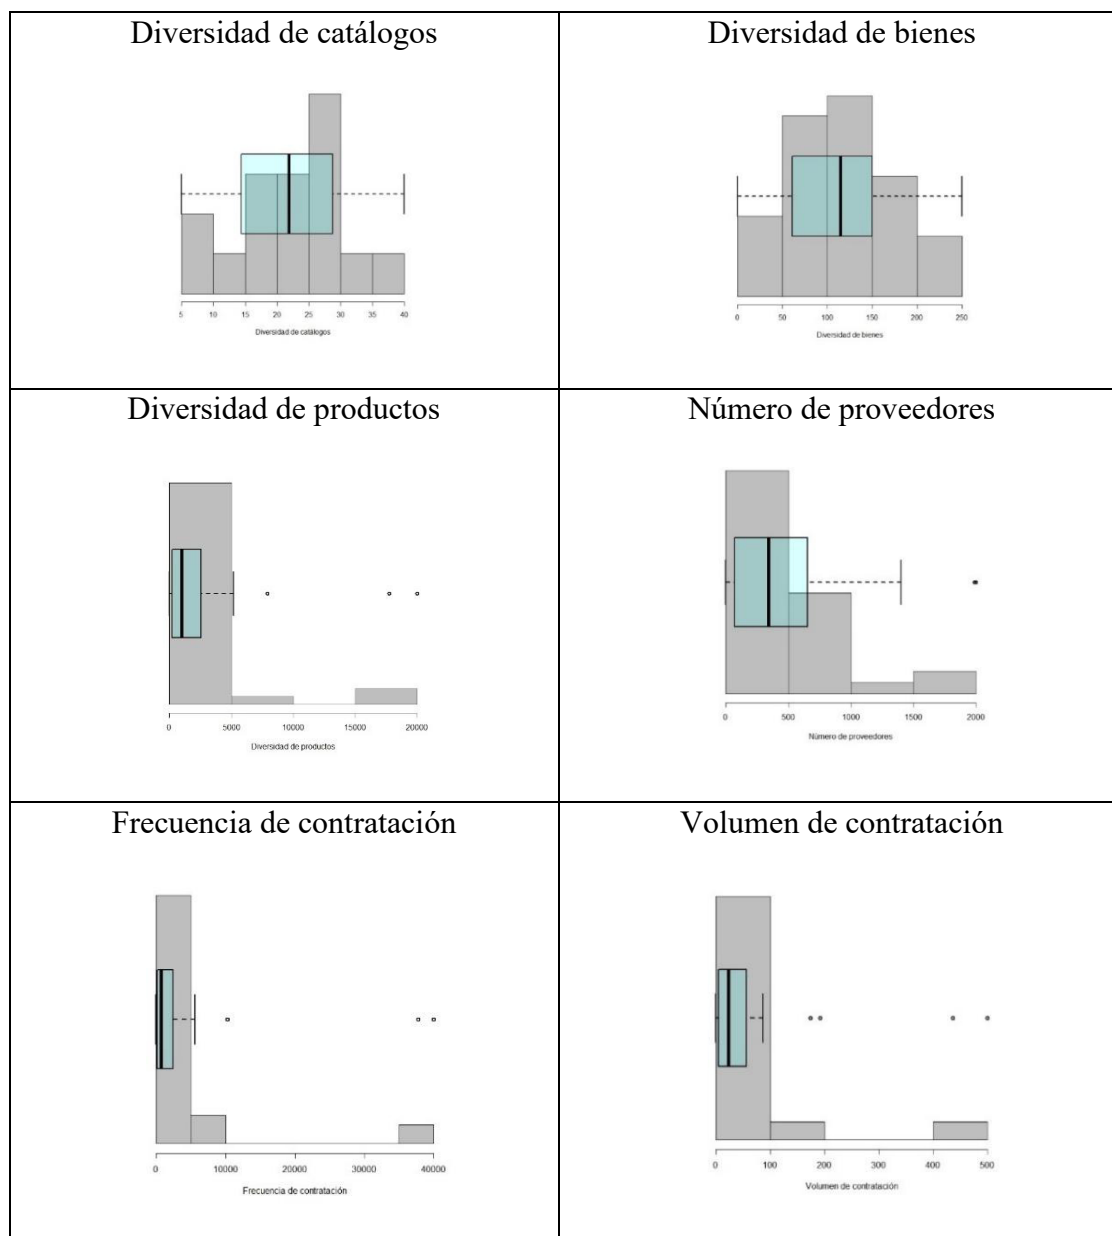 Diversidad de catálogos
5 10 15 20 25 30 35 40
Diversidad de catálogos
Diversidad de bienes
0 50 100 150 200 250
Diversidad de bienes
Diversidad de productos
0 5000 10000 15000 20000
Diversidad de productos
Número de proveedores
0 500 1000 1500 2000
Número de proveedores
Frecuencia de contratación
0 10000 20000 30000 40000
Frecuencia de contratación
Volumen de contratación
0 100 200 300 400 500
Volumen de contratación